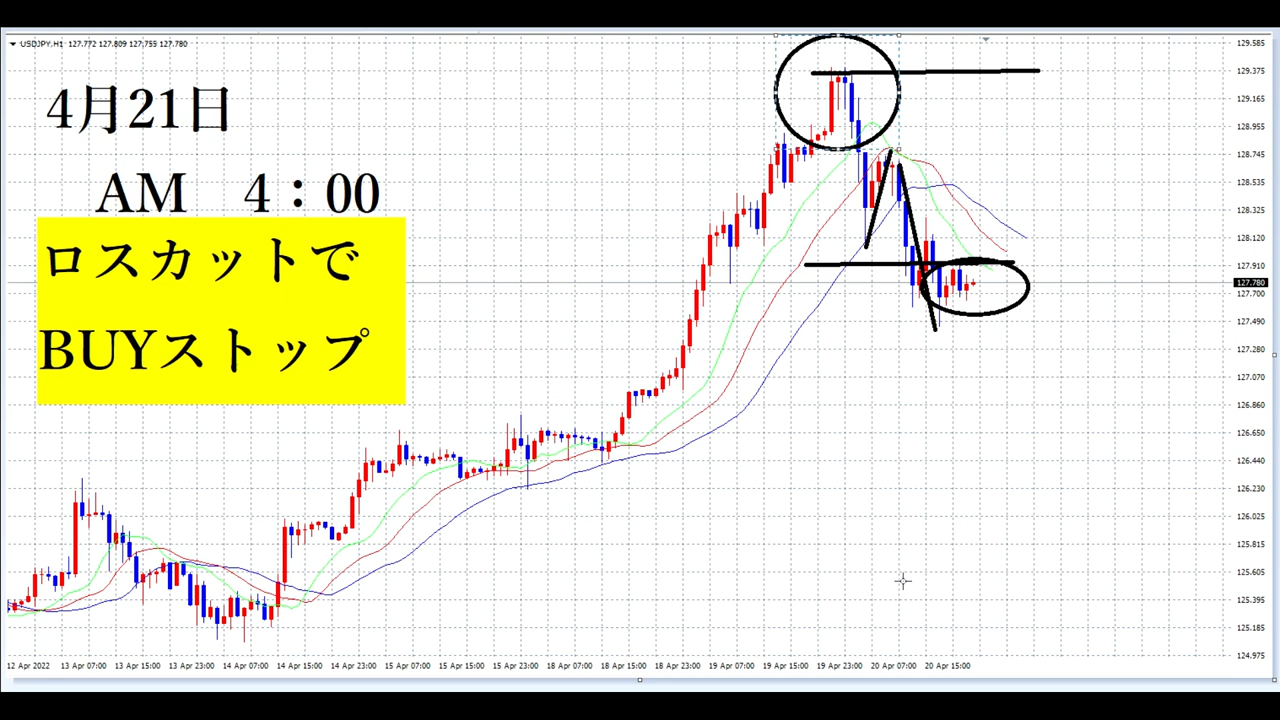 USDJPY,H1 127.772 127.809 127.755 127.780
4月21日
AM 4：00
ロスカットで
BUYストップ
129.585
129.375
129.165
128.955
128.745
128.535
128.325
128.120
127.910
127.780
127.700
127.490
127.280
127.070
126.860
126.650
126.440
126.230
126.025
125.815
125.605
125.395
125.185
124.975
12 Apr 2022
13 Apr 07:00
13 Apr 15:00
13 Apr 23:00
14 Apr 07:00
14 Apr 15:00
14 Apr 23:00
15 Apr 07:00
15 Apr 15:00
15 Apr 23:00
18 Apr 07:00
18 Apr 15:00
18 Apr 23:00
19 Apr 07:00
19 Apr 15:00
19 Apr 23:00
20 Apr 07:00
20 Apr 15:00